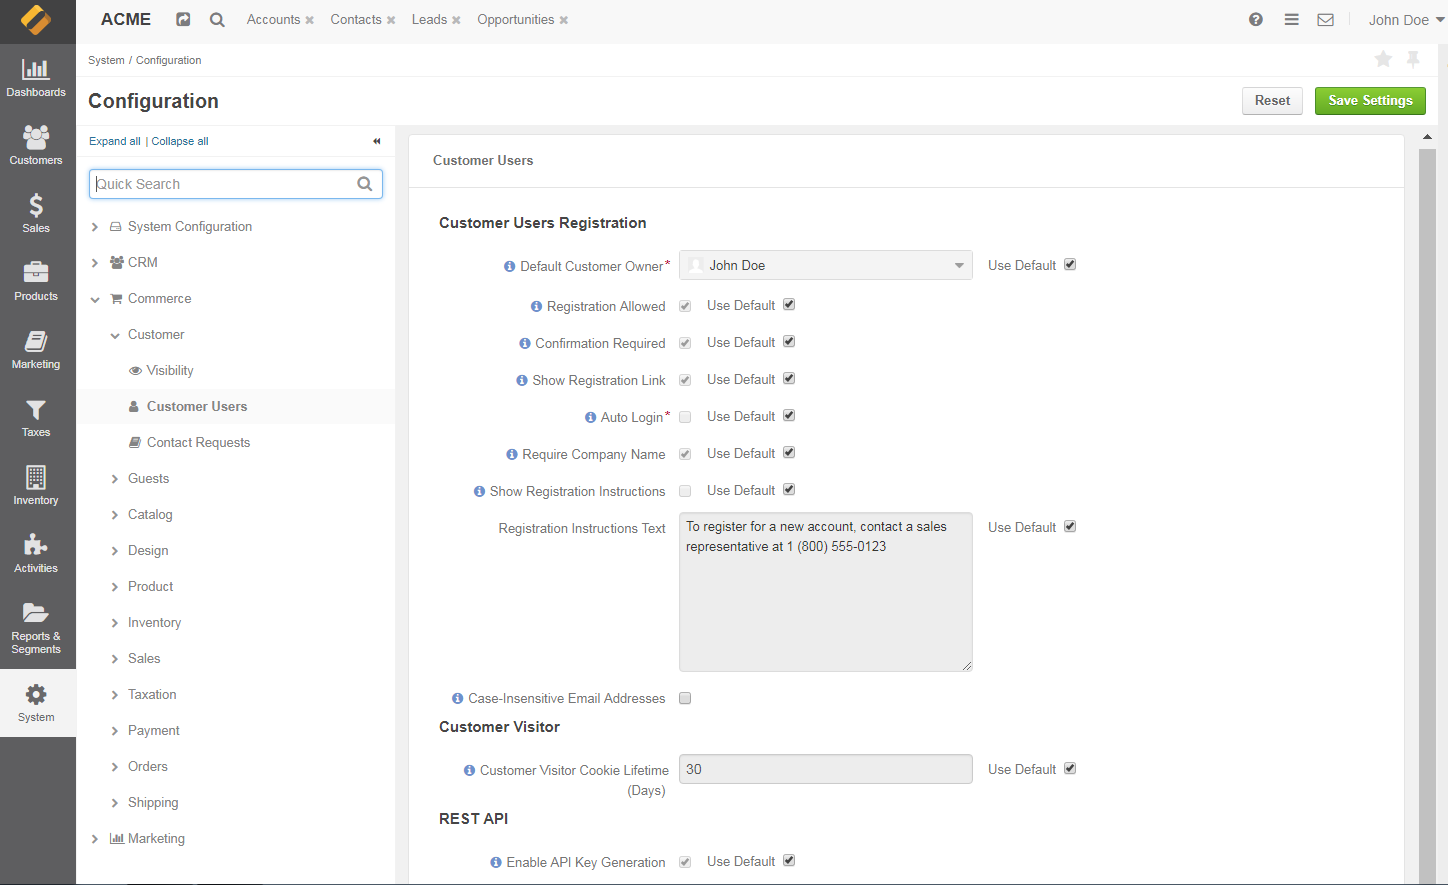 ACME Accounts Contacts Leads Opportunities John Doe
System / Configuration
Configuration
Reset Save Settings
Dashboards
Customers
Sales
Products
Marketing
Taxes
Inventory
Activities
Reports &
Segments
System
Expand all | Collapse all
Quick Search
System Configuration
CRM
Commerce
Customer
Visibility
Customer Users
Contact Requests
Guests
Catalog
Design
Product
Inventory
Sales
Taxation
Payment
Orders
Shipping
Marketing
Customer Users
Customer Users Registration
Default Customer Owner* John Doe Use Default
Registration Allowed Use Default
Confirmation Required Use Default
Show Registration Link Use Default
Auto Login* Use Default
Require Company Name Use Default
Show Registration Instructions Use Default
Registration Instructions Text To register for a new account, contact a sales Use Default
representative at 1 (800) 555-0123
Case-Insensitive Email Addresses
Customer Visitor
Customer Visitor Cookie Lifetime 30 Use Default
(Days)
REST API
Enable API Key Generation Use Default